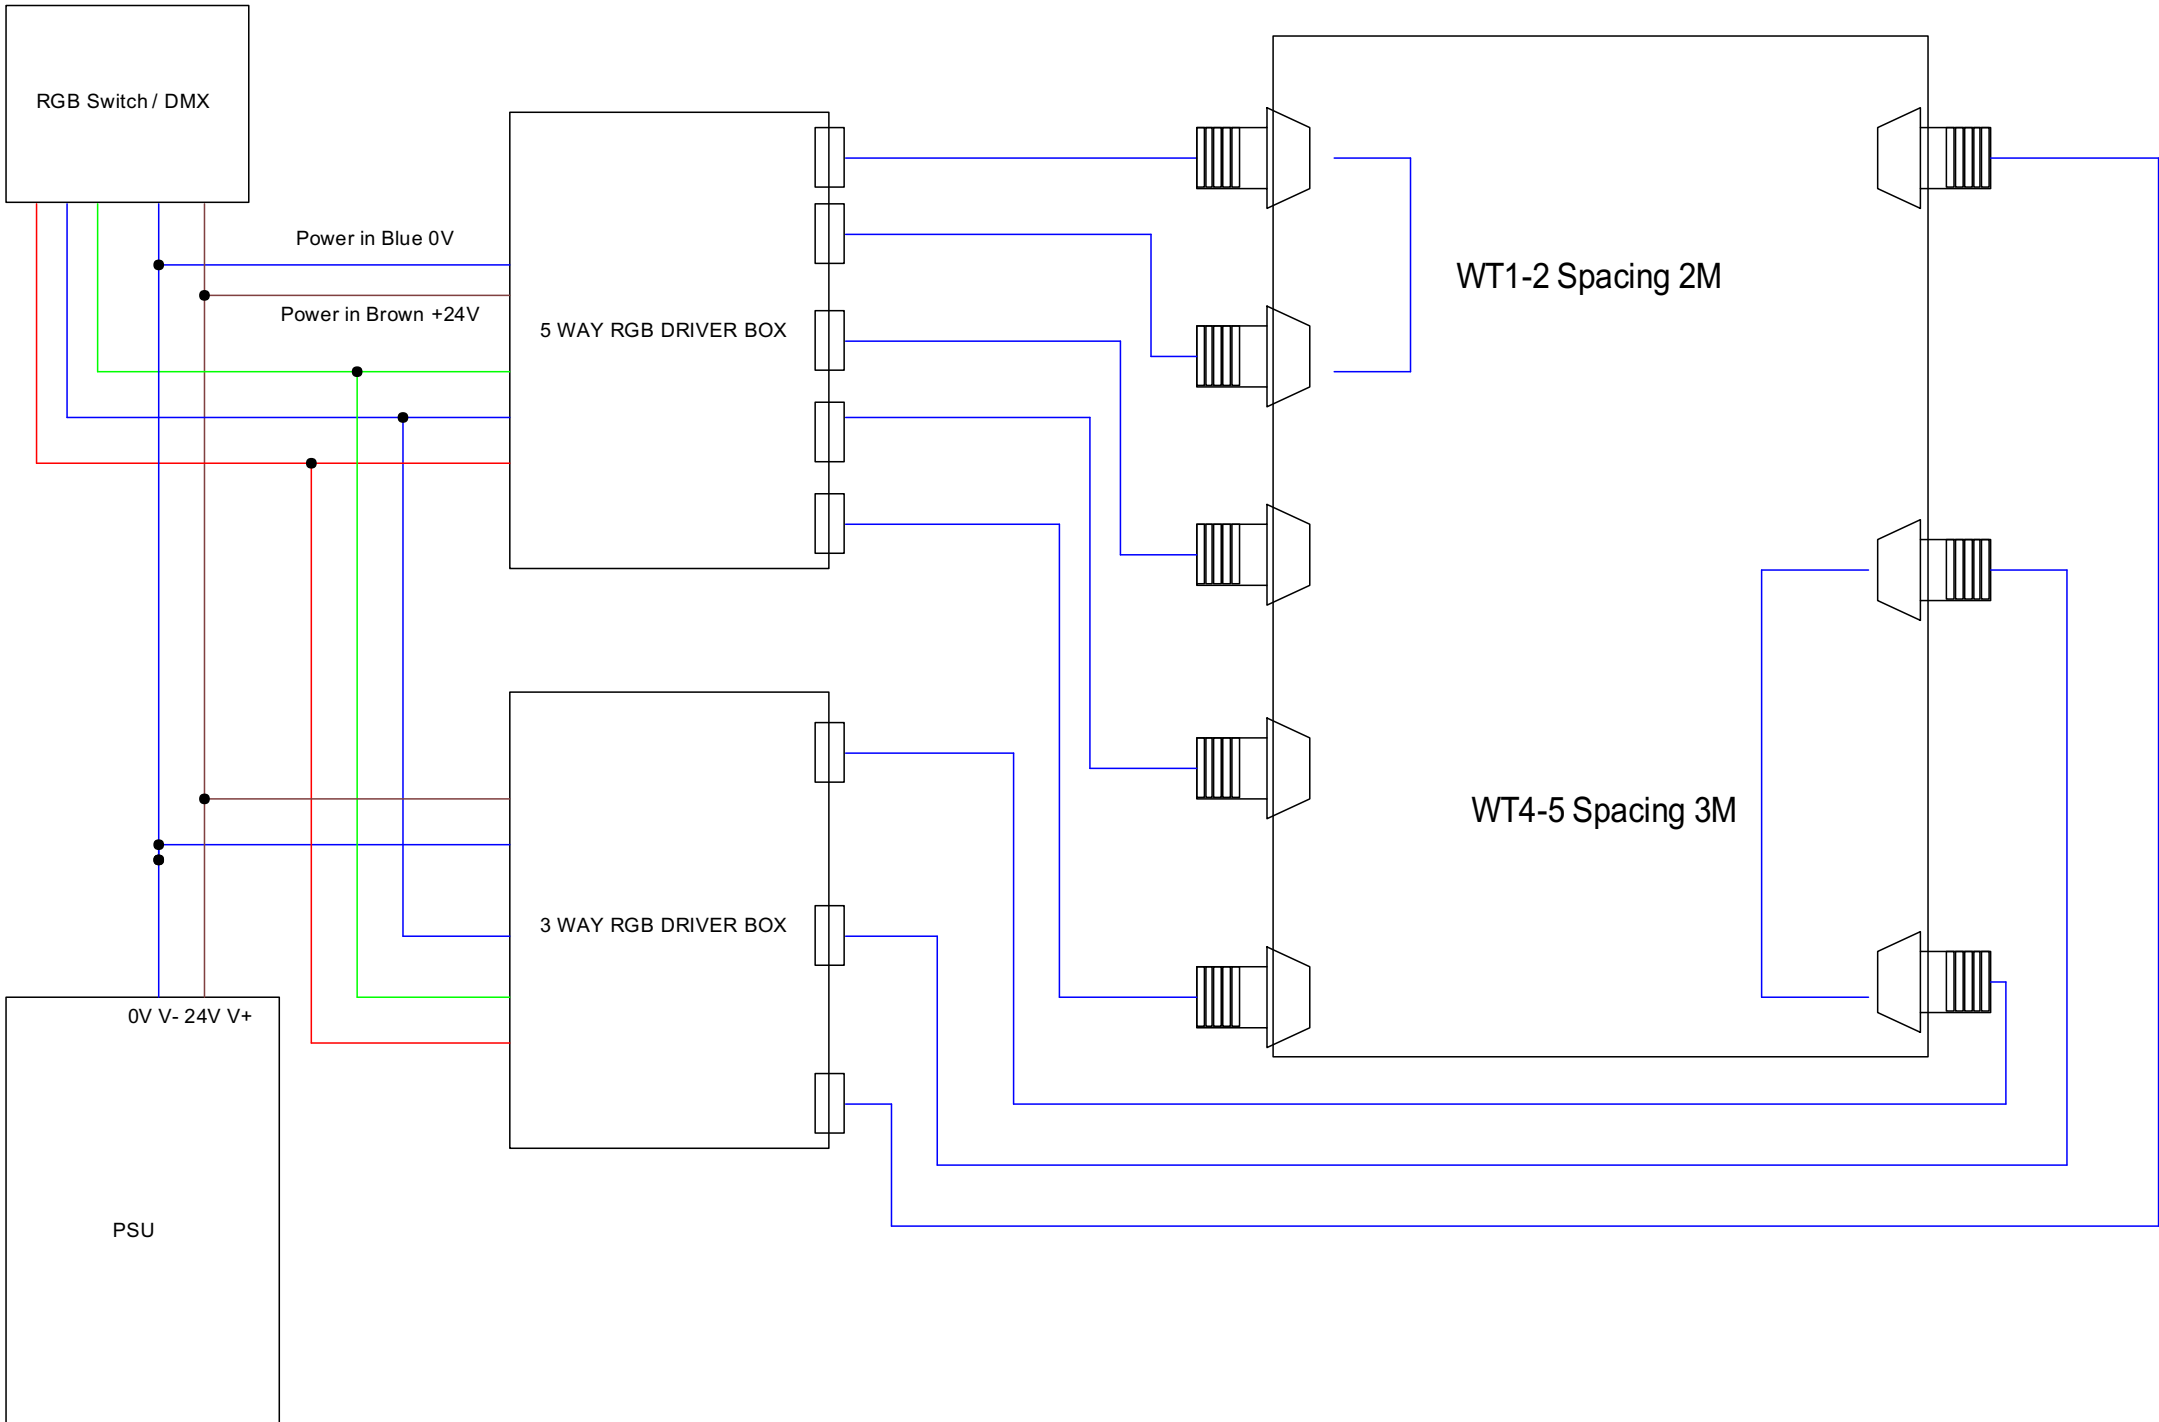 RGB Switch / DMX
Power in Blue 0V
Power in Brown +24V
5 WAY RGB DRIVER BOX
WT1-2 Spacing 2M
WT4-5 Spacing 3M
3 WAY RGB DRIVER BOX
0V V- 24V V+
PSU